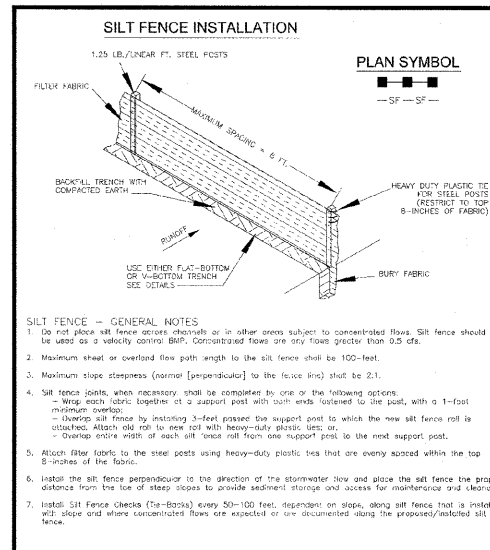 SILT FENCE INSTALLATION
1.25 LB./LINEAR FT. STEEL POSTS
PLAN SYMBOL
—SF—SF—
FILTER FABRIC
MAXIMUM SPACING = 6 FT.
BACKFILL TRENCH WITH
COMPACTED EARTH
HEAVY DUTY PLASTIC TIE
FOR STEEL POSTS
(RESTRICT TO TOP
8-INCHES OF FABRIC)
RUNOFF
USE EITHER FLAT-BOTTOM
OR V-BOTTOM TRENCH
SEE DETAILS
BURY FABRIC
SILT FENCE – GENERAL NOTES
1. Do not place silt fence across channels or in other areas subject to concentrated flows. Silt fence should
be used as a velocity control BMP. Concentrated flows are any flows greater than 0.5 cfs.
2. Maximum sheet or overland flow path length to the silt fence shall be 100-feet.
3. Maximum slope steepness (normal [perpendicular] to the fence line) shall be 2:1.
4. Silt fence joints, when necessary, shall be completed by one of the following options:
– Wrap each fabric together at a support post with both ends fastened to the post, with a 1-foot
minimum overlap;
– Overlap silt fence by installing 3-feet passed the support post to which the new silt fence roll is
attached. Attach old roll to new roll with heavy-duty plastic ties; or,
– Overlap entire width of each silt fence roll from one support post to the next support post.
5. Attach filter fabric to the steel posts using heavy-duty plastic ties that are evenly spaced within the top
8-inches of the fabric.
6. Install the silt fence perpendicular to the direction of the stormwater flow and place the silt fence the prop
distance from the toe of steep slopes to provide sediment storage and access for maintenance and cleano
7. Install Silt Fence Checks (Tie-Backs) every 50-100 feet, dependent on slope, along silt fence that is instal
with slope and where concentrated flows are expected or are documented along the proposed/installed silt
fence.